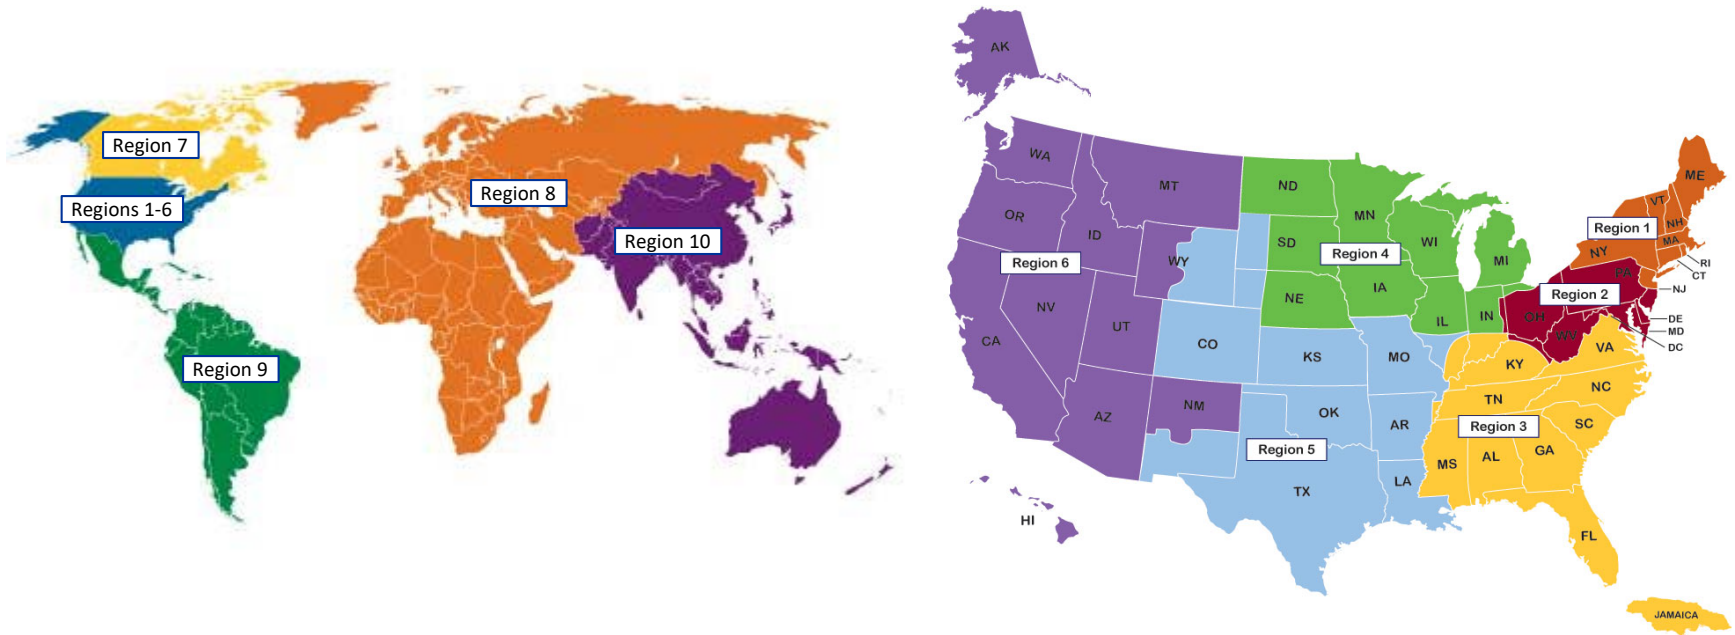 Region 7
Regions 1-6
Region 8
Region 10
Region 9
AK
WA
MT
ND
MN
ME
VT
NH
OR
ID
SD
WI
MI
NY
MA
Region 1
RI
CT
Region 6
WY
Region 4
NE
IA
PA
NJ
Region 2
NV
UT
CO
IL
IN
OH
WV
DE
MD
DC
CA
KS
MO
KY
VA
AZ
NM
OK
AR
TN
NC
SC
Region 5
Region 3
MS
AL
GA
TX
LA
HI
FL
JAMAICA